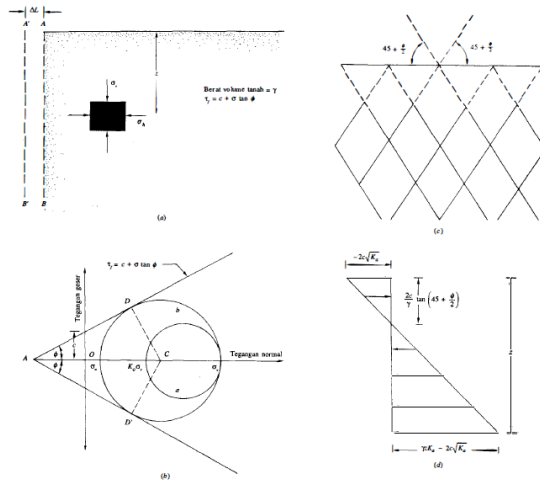 ΔL
A' A
z
σv
σh
Berat volume tanah = γ
τf = c + σ tan φ
B' B
(a)
45 + φ/2 45 + φ/2
(c)
Tegangan geser
τf = c + σ tan φ
D b
c
A φ φ O σa Koσv C a σv Tegangan normal
D'
(b)
− 2c√Ka
2c/γ tan (45 + φ/2)
z
γzKa − 2c√Ka
(d)